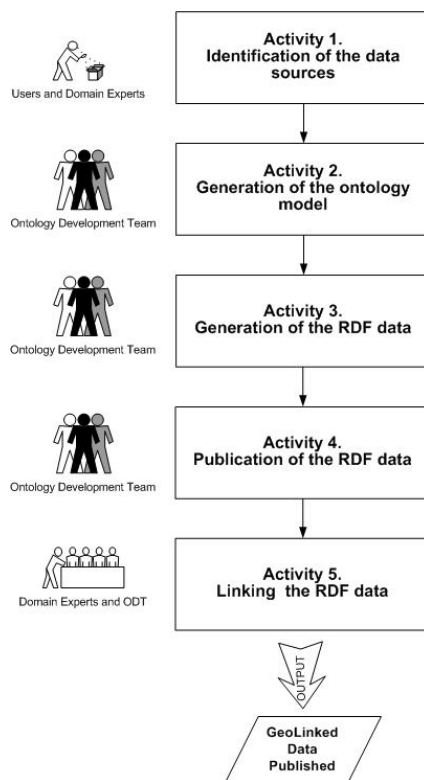 Activity 1.
Identification of the data
sources
Users and Domain Experts
Activity 2.
Generation of the ontology
model
Ontology Development Team
Activity 3.
Generation of the RDF data
Ontology Development Team
Activity 4.
Publication of the RDF data
Ontology Development Team
Activity 5.
Linking the RDF data
Domain Experts and ODT
OUTPUT
GeoLinked
Data
Published